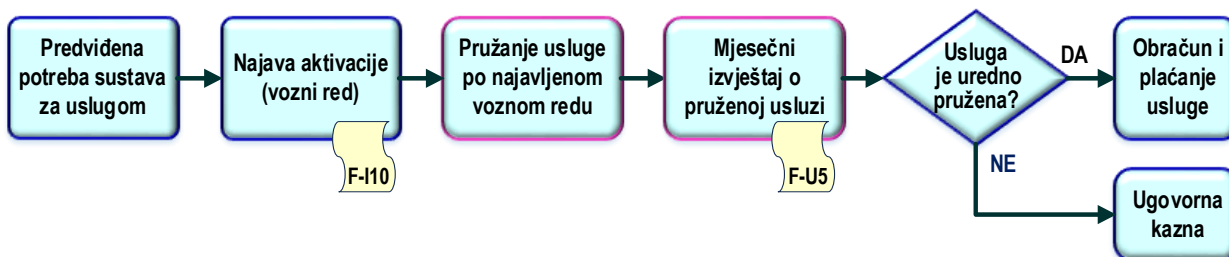 Predviđena
potreba sustava
za uslugom
Najava aktivacije
(vozni red)
F-I10
Pružanje usluge
po najavljenom
voznom redu
Mjesečni
izvještaj o
pruženoj usluzi
F-U5
Usluga
je uredno
pružena?
DA
Obračun i
plaćanje
usluge
NE
Ugovorna
kazna